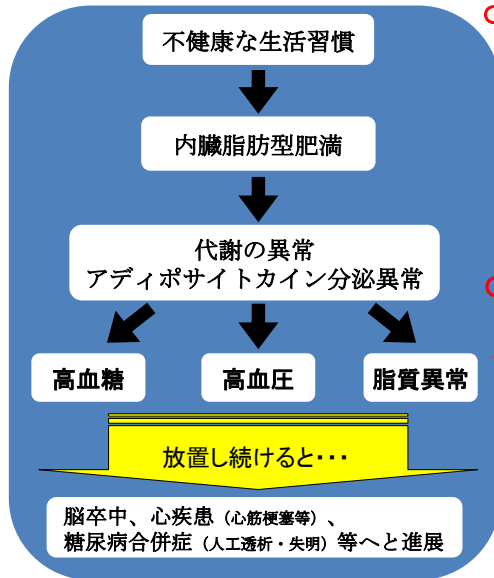 不健康な生活習慣
内臓脂肪型肥満
代謝の異常
アディポサイトカイン分泌異常
高血糖
高血圧
脂質異常
放置し続けると・・・
脳卒中、心疾患（心筋梗塞等）、
糖尿病合併症（人工透析・失明）等へと進展